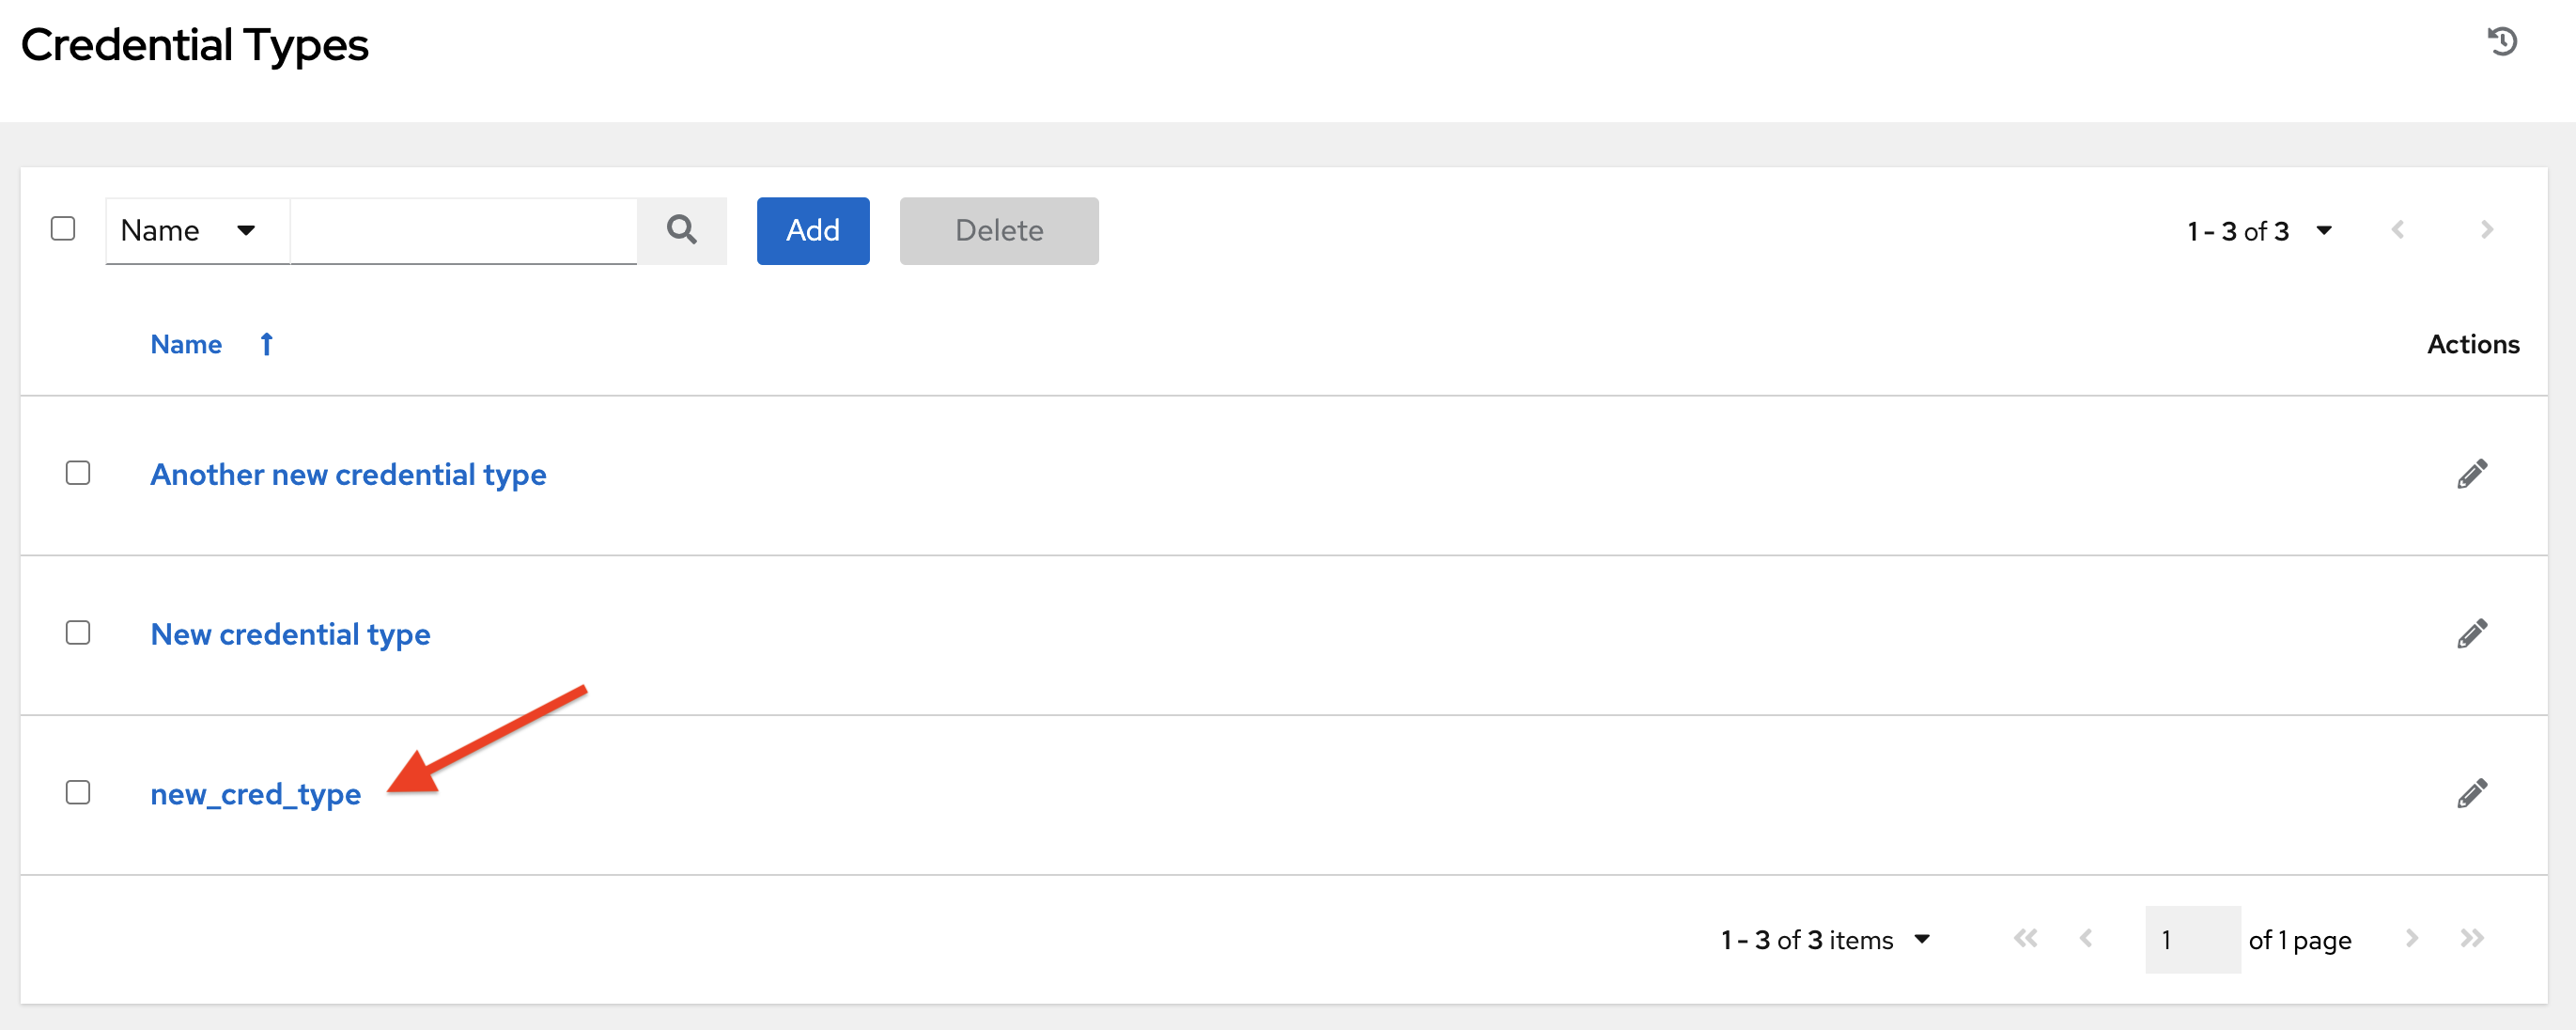 Credential Types
Name Add Delete 1 - 3 of 3
Name Actions
Another new credential type
New credential type
new_cred_type
1 - 3 of 3 items 1 of 1 page